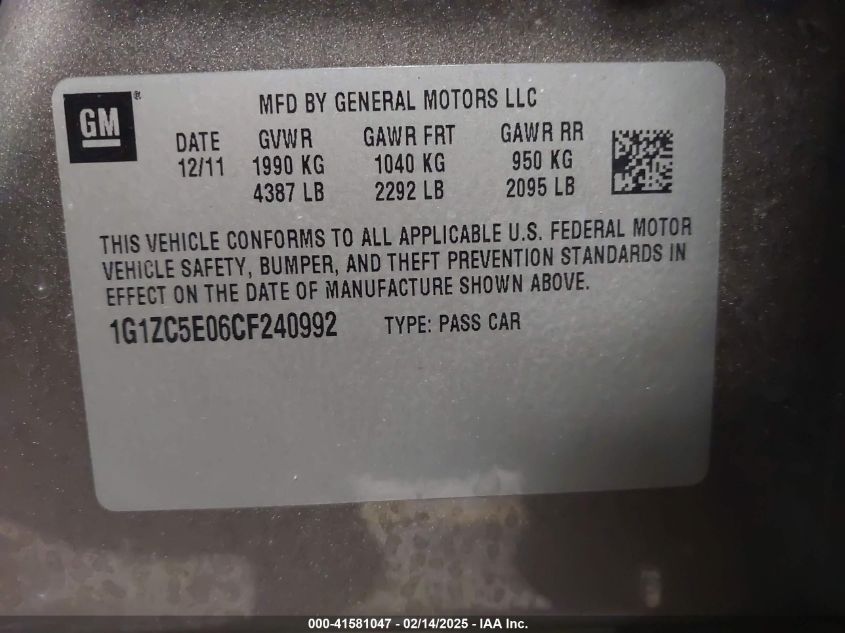 GM®
MFD BY GENERAL MOTORS LLC
DATE GVWR GAWR FRT GAWR RR
12/11 1990 KG 1040 KG 950 KG
4387 LB 2292 LB 2095 LB
THIS VEHICLE CONFORMS TO ALL APPLICABLE U.S. FEDERAL MOTOR
VEHICLE SAFETY, BUMPER, AND THEFT PREVENTION STANDARDS IN
EFFECT ON THE DATE OF MANUFACTURE SHOWN ABOVE.
1G1ZC5E06CF240992 TYPE: PASS CAR
000-41581047 - 02/14/2025 - IAA Inc.